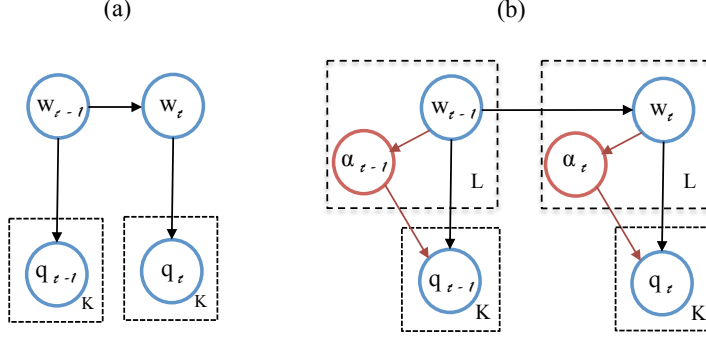 (a)
w t - 1
w t
q t-1
K
q t
K
(b)
w t-1
w t
α t-1
L
α t
L
q t-1
K
q t
K